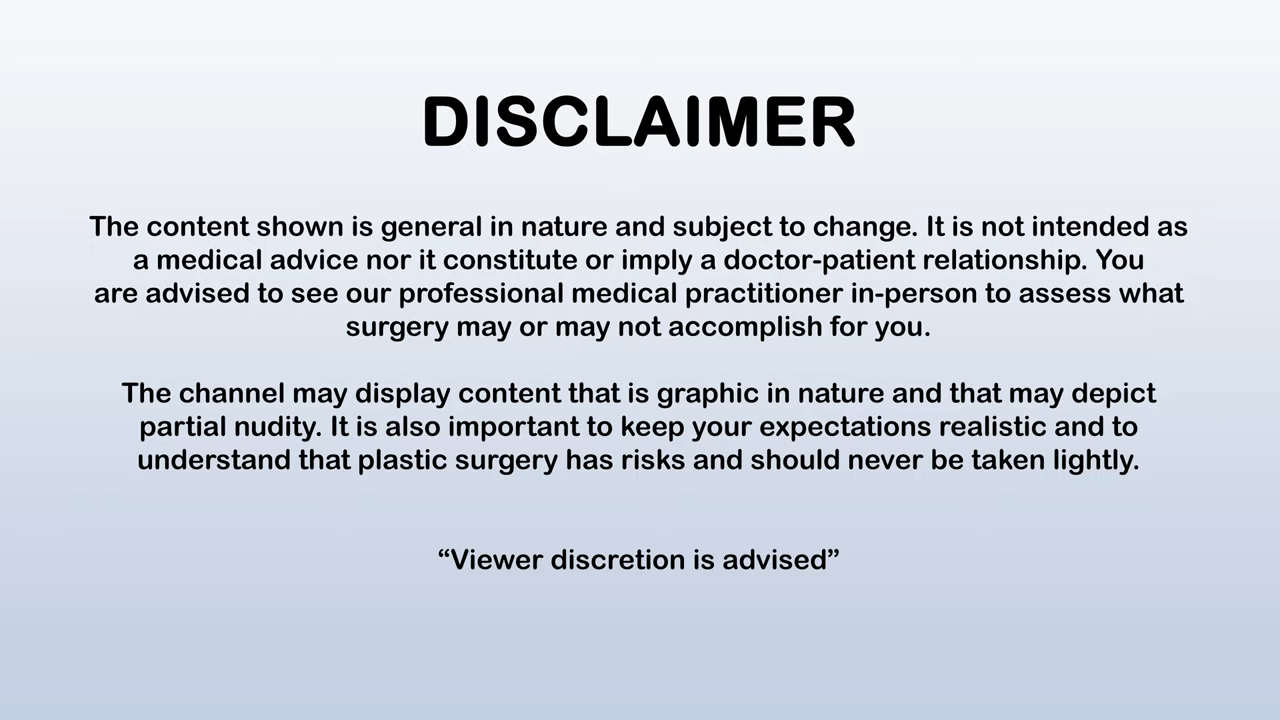 DISCLAIMER
The content shown is general in nature and subject to change. It is not intended as
a medical advice nor it constitute or imply a doctor-patient relationship. You
are advised to see our professional medical practitioner in-person to assess what
surgery may or may not accomplish for you.
The channel may display content that is graphic in nature and that may depict
partial nudity. It is also important to keep your expectations realistic and to
understand that plastic surgery has risks and should never be taken lightly.
“Viewer discretion is advised”